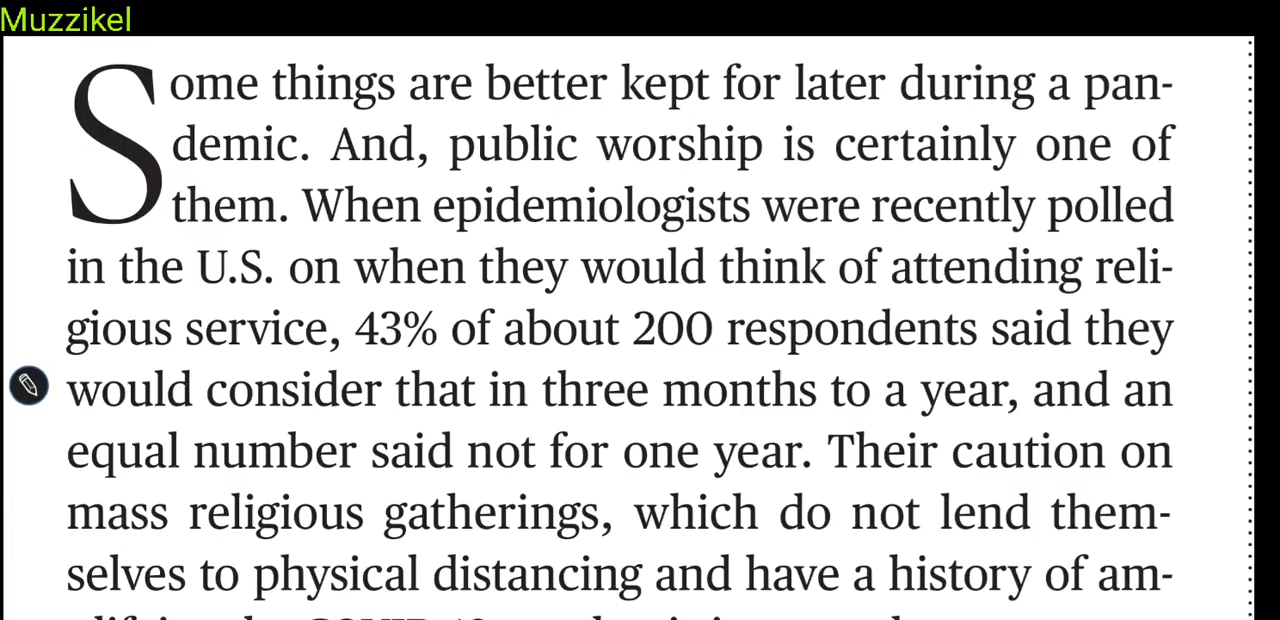 Muzzikel
Some things are better kept for later during a pan-
demic. And, public worship is certainly one of
them. When epidemiologists were recently polled
in the U.S. on when they would think of attending reli-
gious service, 43% of about 200 respondents said they
would consider that in three months to a year, and an
equal number said not for one year. Their caution on
mass religious gatherings, which do not lend them-
selves to physical distancing and have a history of am-